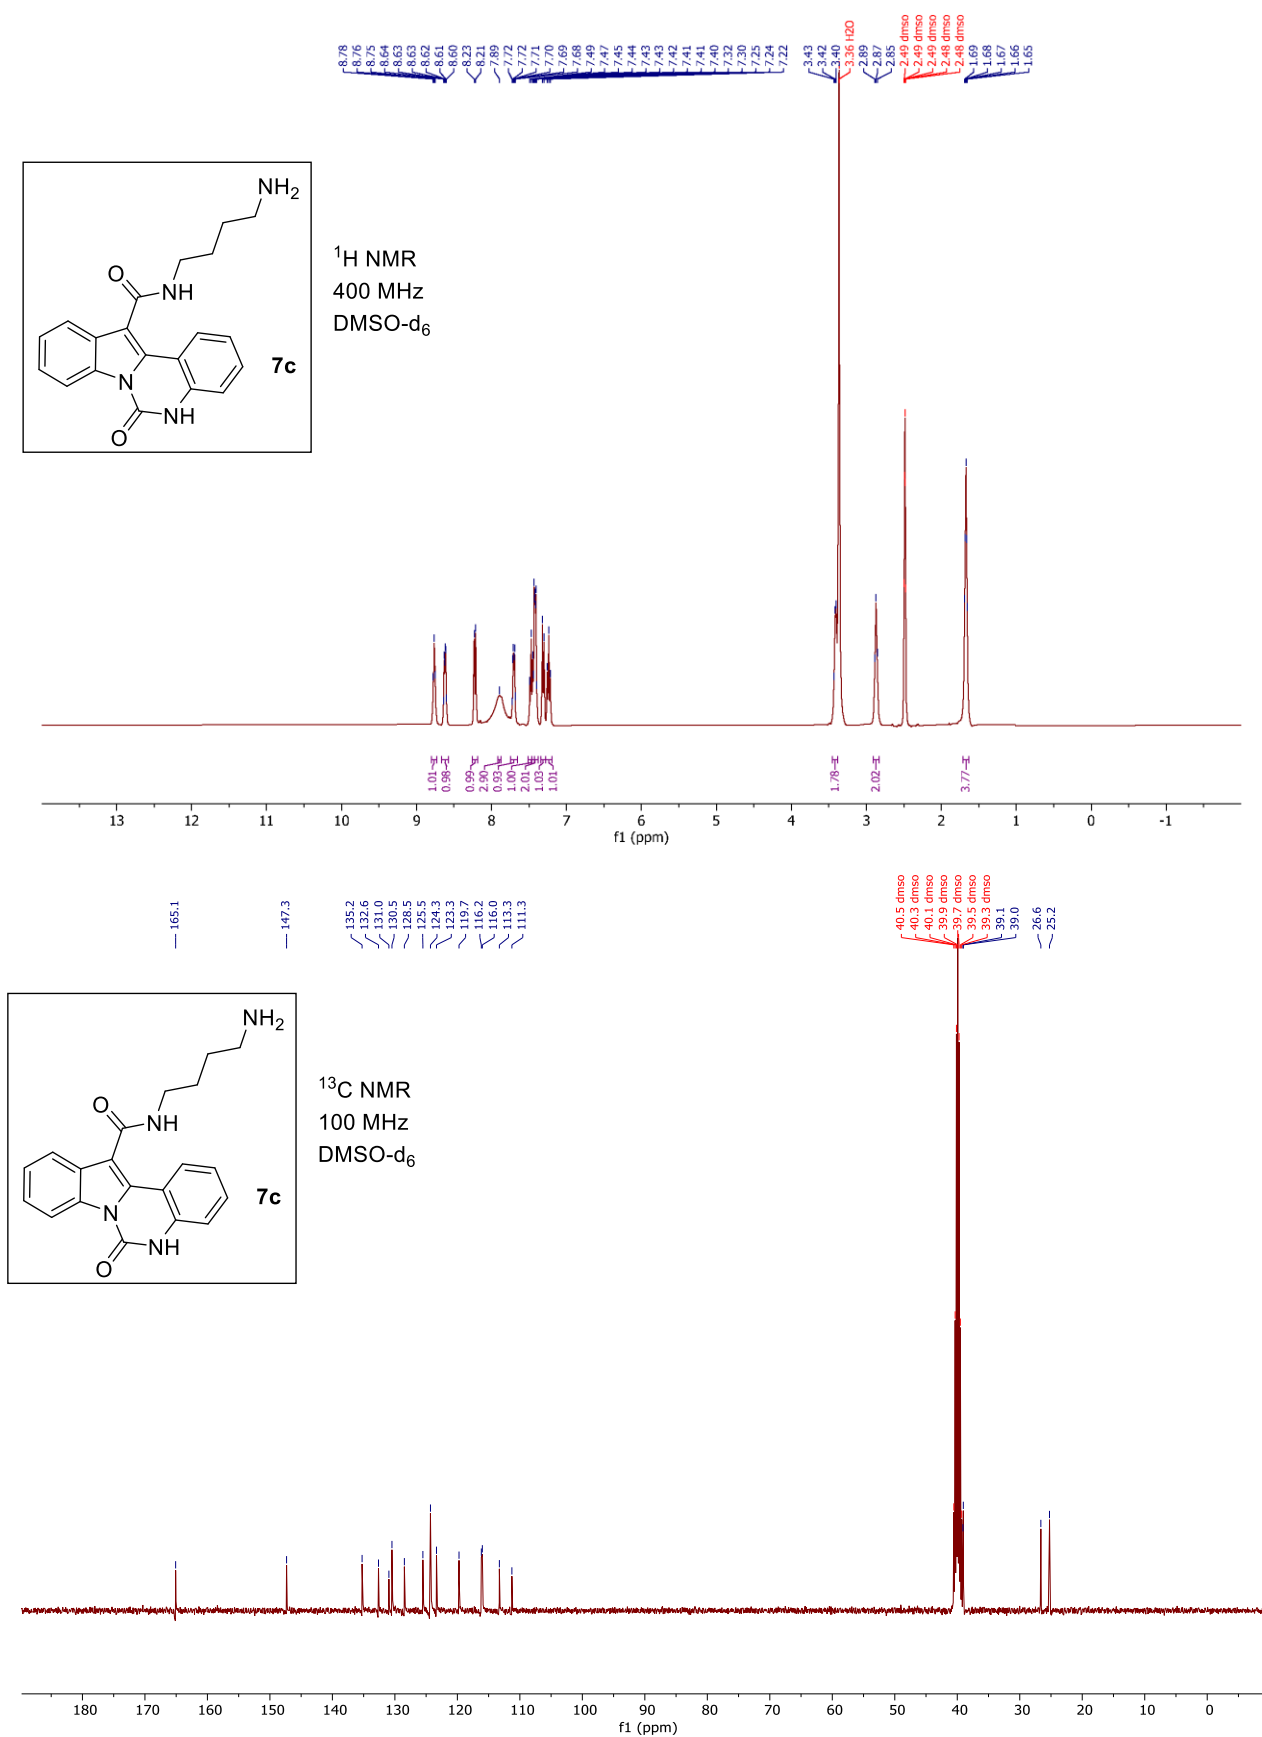 8.78
8.76
8.75
8.64
8.63
8.63
8.62
8.61
8.60
8.23
8.21
7.89
7.72
7.72
7.71
7.70
7.69
7.68
7.49
7.47
7.45
7.44
7.43
7.43
7.42
7.41
7.41
7.40
7.32
7.30
7.25
7.24
7.22
3.43
3.42
3.40
3.36 H2O
2.89
2.87
2.85
2.49 dmso
2.49 dmso
2.49 dmso
2.48 dmso
2.48 dmso
1.69
1.68
1.67
1.66
1.65
NH2
O
NH
N
NH
O
7c
1H NMR
400 MHz
DMSO-d6
1.01
0.98
0.99
2.90
0.93
1.00
2.01
1.03
1.01
1.78
2.02
3.77
13 12 11 10 9 8 7 6 5 4 3 2 1 0 -1
f1 (ppm)
165.1
147.3
135.2
132.6
131.0
130.5
128.5
125.5
124.3
123.3
119.7
116.2
116.0
113.3
111.3
40.5 dmso
40.3 dmso
40.1 dmso
39.9 dmso
39.7 dmso
39.5 dmso
39.3 dmso
39.1
39.0
26.6
25.2
NH2
O
NH
N
NH
O
7c
13C NMR
100 MHz
DMSO-d6
180 170 160 150 140 130 120 110 100 90 80 70 60 50 40 30 20 10 0
f1 (ppm)